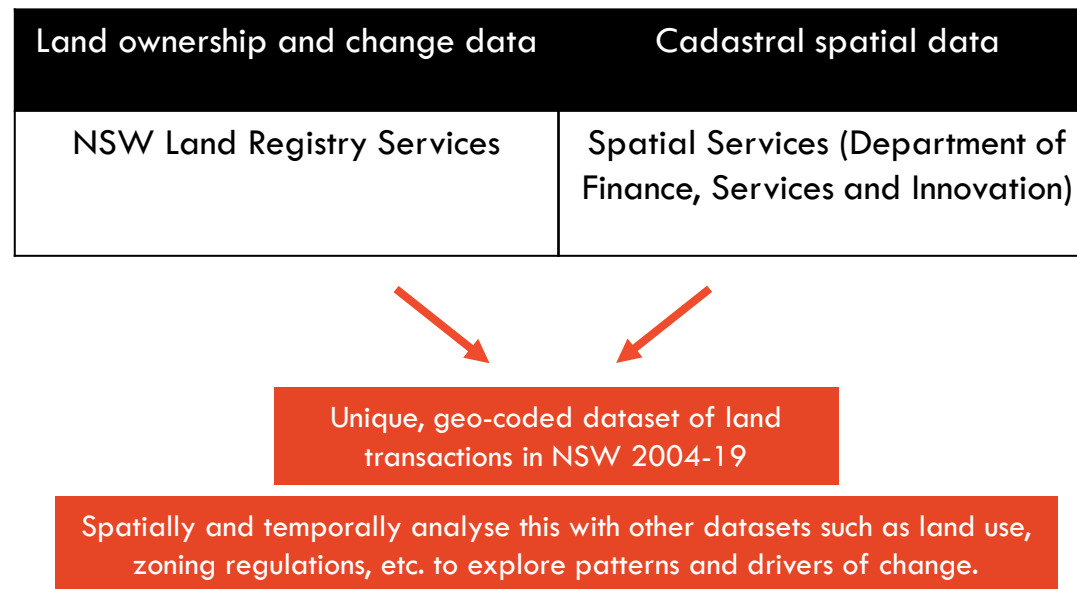 Land ownership and change data
Cadastral spatial data
NSW Land Registry Services
Spatial Services (Department of
Finance, Services and Innovation)
Unique, geo-coded dataset of land
transactions in NSW 2004-19
Spatially and temporally analyse this with other datasets such as land use,
zoning regulations, etc. to explore patterns and drivers of change.